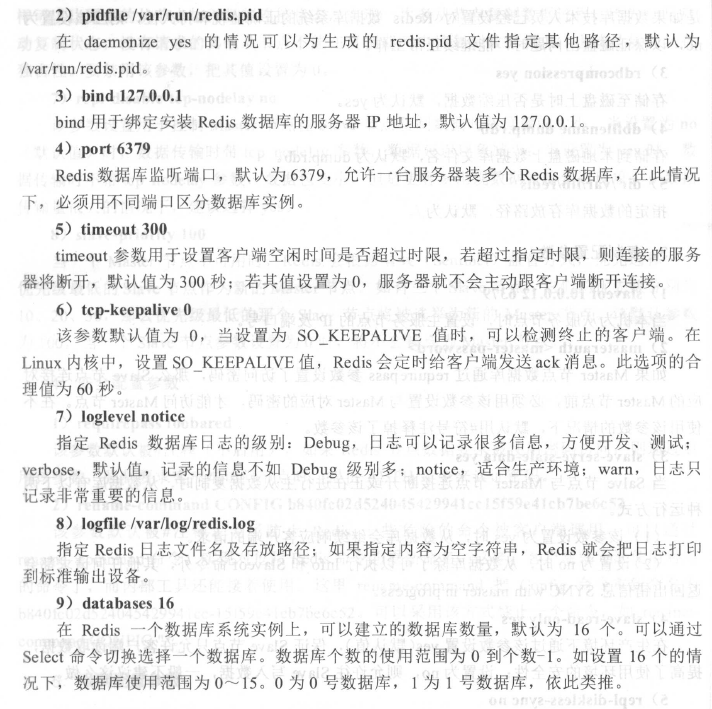 2）pidfile /var/run/redis.pid
在 daemonize yes 的情况可以为生成的 redis.pid 文件指定其他路径，默认为
/var/run/redis.pid。
3）bind 127.0.0.1
bind 用于绑定安装 Redis 数据库的服务器 IP 地址，默认值为 127.0.0.1。
4）port 6379
Redis 数据库监听端口，默认为 6379，允许一台服务器装多个 Redis 数据库，在此情况
下，必须用不同端口区分数据库实例。
5）timeout 300
timeout 参数用于设置客户端空闲时间是否超过时限，若超过指定时限，则连接的服务
器将断开，默认值为 300 秒；若其值设置为 0，服务器就不会主动跟客户端断开连接。
6）tcp-keepalive 0
该参数默认值为 0，当设置为 SO_KEEPALIVE 值时，可以检测终止的客户端。在
Linux 内核中，设置 SO_KEEPALIVE 值，Redis 会定时给客户端发送 ack 消息。此选项的合
理值为 60 秒。
7）loglevel notice
指定 Redis 数据库日志的级别：Debug，日志可以记录很多信息，方便开发、测试；
verbose，默认值，记录的信息不如 Debug 级别多；notice，适合生产环境；warn，日志只
记录非常重要的信息。
8）logfile /var/log/redis.log
指定 Redis 日志文件名及存放路径；如果指定内容为空字符串，Redis 就会把日志打印
到标准输出设备。
9）databases 16
在 Redis 一个数据库系统实例上，可以建立的数据库数量，默认为 16 个。可以通过
Select 命令切换选择一个数据库。数据库个数的使用范围为 0 到个数-1。如设置 16 个的情
况下，数据库使用范围为 0～15。0 为 0 号数据库，1 为 1 号数据库，依此类推。